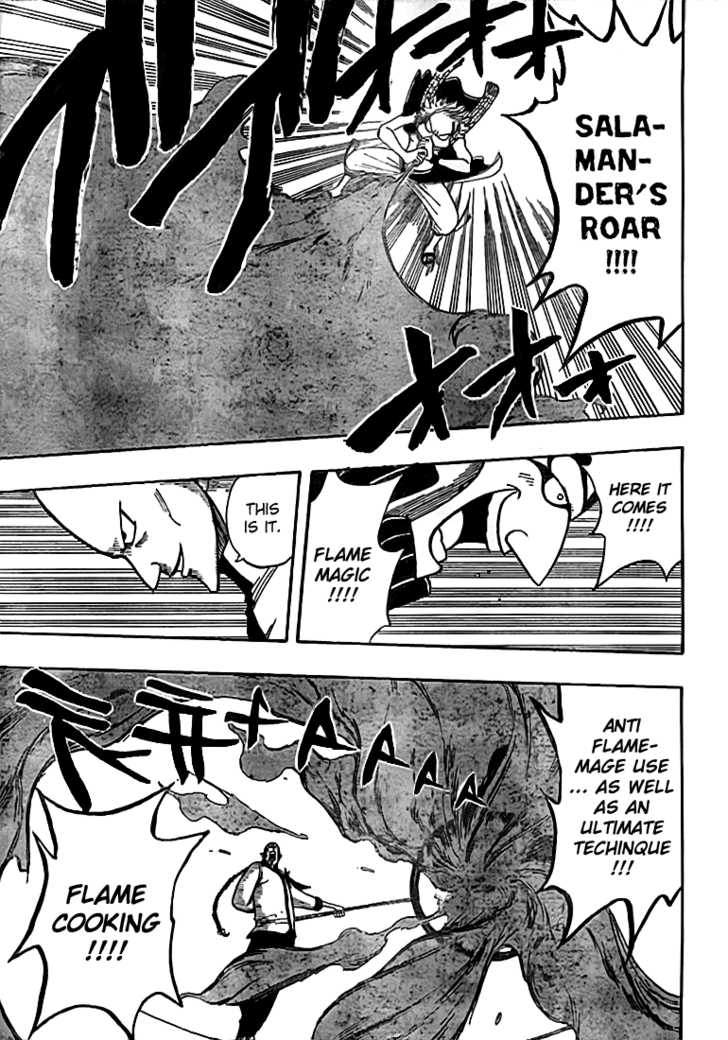 SALA-
MAN-
DER'S
ROAR
!!!!
HERE IT
COMES
!!!!
FLAME
MAGIC
!!!!
THIS
IS IT.
ANTI
FLAME-
MAGE USE
... AS WELL
AS AN
ULTIMATE
TECHINQUE
!!!
FLAME
COOKING
!!!!